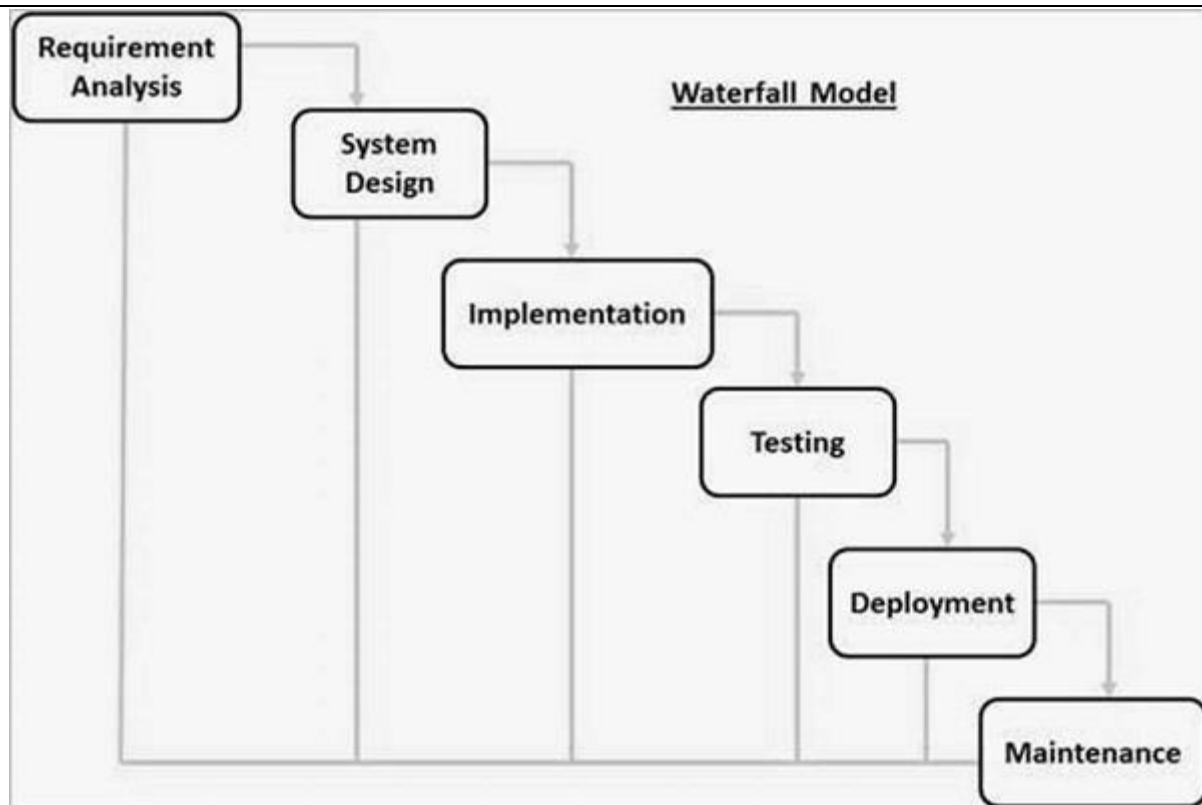 Requirement
Analysis
Waterfall Model
System
Design
Implementation
Testing
Deployment
Maintenance